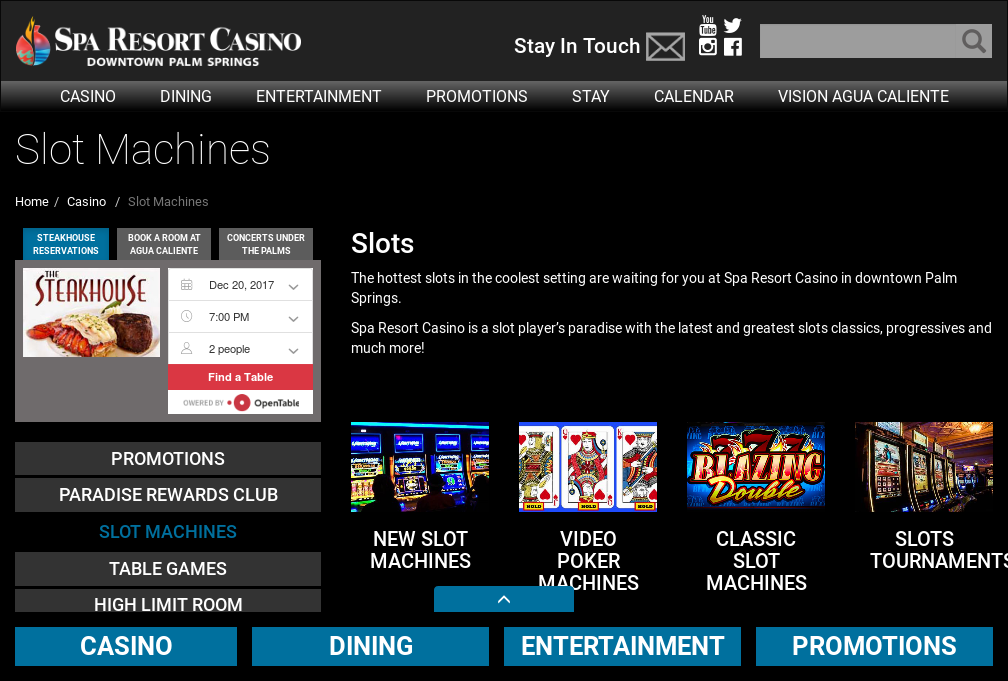 SPA RESORT CASINO
DOWNTOWN PALM SPRINGS
Stay In Touch
You
Tube
CASINO DINING ENTERTAINMENT PROMOTIONS STAY CALENDAR VISION AGUA CALIENTE
Slot Machines
Home / Casino / Slot Machines
STEAKHOUSE
RESERVATIONS
BOOK A ROOM AT
AGUA CALIENTE
CONCERTS UNDER
THE PALMS
THE
STEAKHOUSE
Dec 20, 2017
7:00 PM
2 people
Find a Table
POWERED BY OpenTable
PROMOTIONS
PARADISE REWARDS CLUB
SLOT MACHINES
TABLE GAMES
HIGH LIMIT ROOM
Slots
The hottest slots in the coolest setting are waiting for you at Spa Resort Casino in downtown Palm
Springs.
Spa Resort Casino is a slot player’s paradise with the latest and greatest slots classics, progressives and
much more!
HOLD HOLD HOLD
777
BLAZING
Double
NEW SLOT
MACHINES
VIDEO
POKER
MACHINES
CLASSIC
SLOT
MACHINES
SLOTS
TOURNAMENTS
CASINO DINING ENTERTAINMENT PROMOTIONS